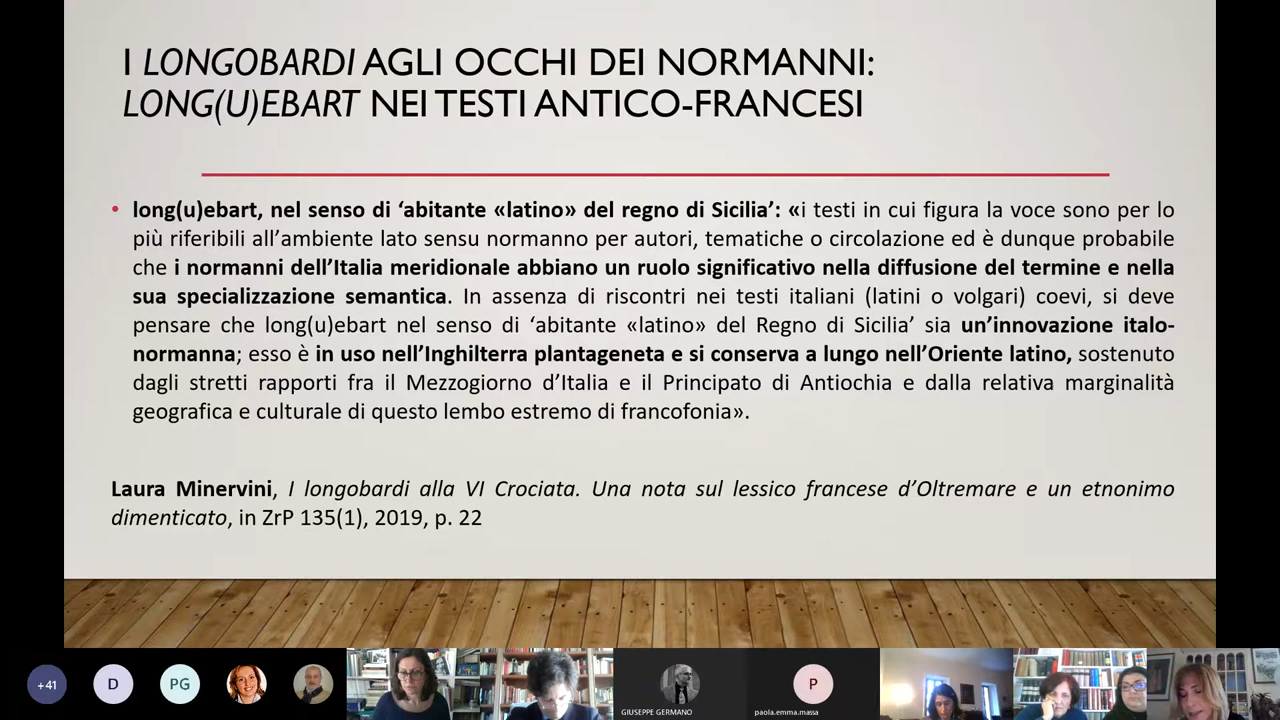 I LONGOBARDI AGLI OCCHI DEI NORMANNI:
LONG(U)EBART NEI TESTI ANTICO-FRANCESI
• long(u)ebart, nel senso di ‘abitante «latino» del regno di Sicilia’: «i testi in cui figura la voce sono per lo
più riferibili all’ambiente lato sensu normanno per autori, tematiche o circolazione ed è dunque probabile
che i normanni dell’Italia meridionale abbiano un ruolo significativo nella diffusione del termine e nella
sua specializzazione semantica. In assenza di riscontri nei testi italiani (latini o volgari) coevi, si deve
pensare che long(u)ebart nel senso di ‘abitante «latino» del Regno di Sicilia’ sia un’innovazione italo-
normanna; esso è in uso nell’Inghilterra plantageneta e si conserva a lungo nell’Oriente latino, sostenuto
dagli stretti rapporti fra il Mezzogiorno d’Italia e il Principato di Antiochia e dalla relativa marginalità
geografica e culturale di questo lembo estremo di francofonia».
Laura Minervini, I longobardi alla VI Crociata. Una nota sul lessico francese d’Oltremare e un etnonimo
dimenticato, in ZrP 135(1), 2019, p. 22
+41
D
PG
GIUSEPPE GERMANO
P
paola.emma.massa